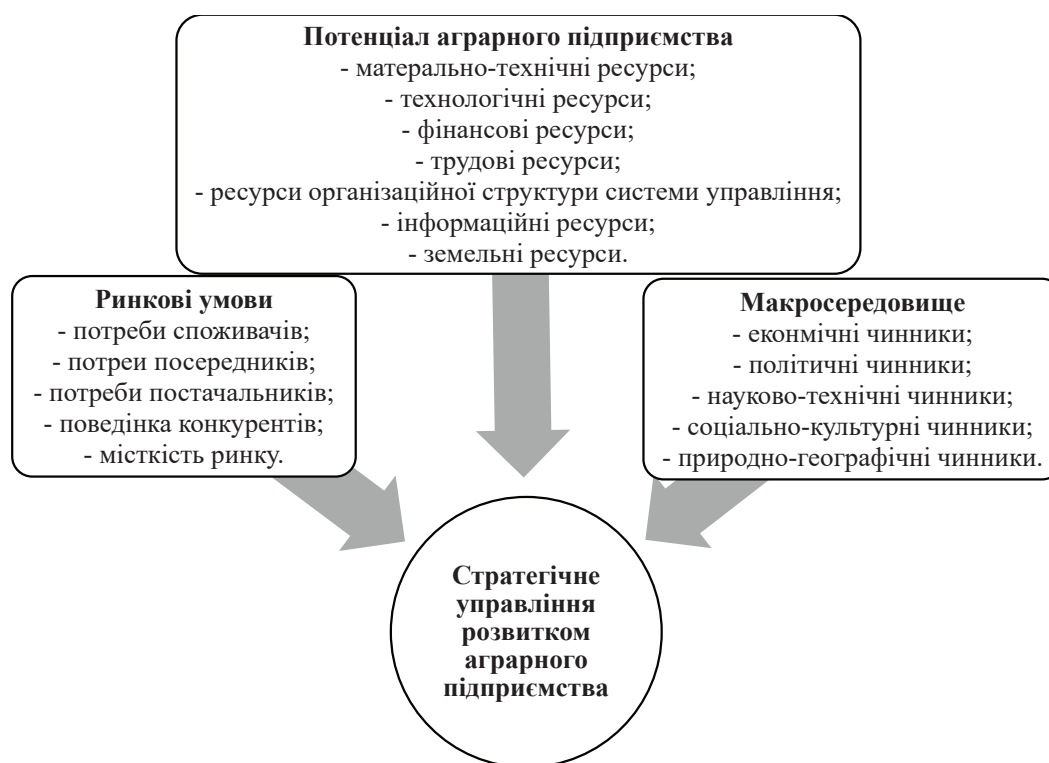 Потенціал аграрного підприємства
- матерально-технічні ресурси;
- технологічні ресурси;
- фінансові ресурси;
- трудові ресурси;
- ресурси організаційної структури системи управління;
- інформаційні ресурси;
- земельні ресурси.
Ринкові умови
- потреби споживачів;
- потреи посередників;
- потреби постачальників;
- поведінка конкурентів;
- місткість ринку.
Макросередовище
- еконмічні чинники;
- політичні чинники;
- науково-технічні чинники;
- соціально-культурні чинники;
- природно-географічні чинники.
Стратегічне
управління
розвитком
аграрного
підприємства